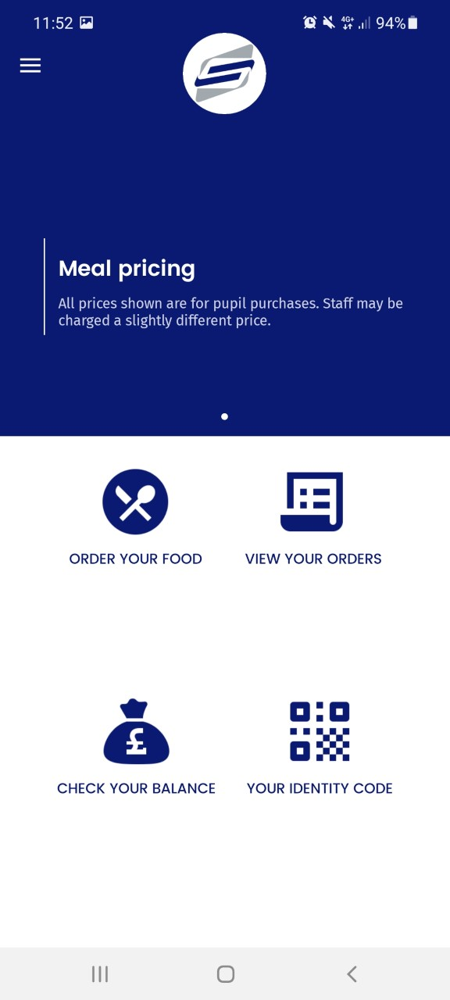 11:52 4G+ 94%
Meal pricing
All prices shown are for pupil purchases. Staff may be
charged a slightly different price.
ORDER YOUR FOOD VIEW YOUR ORDERS
£
CHECK YOUR BALANCE YOUR IDENTITY CODE